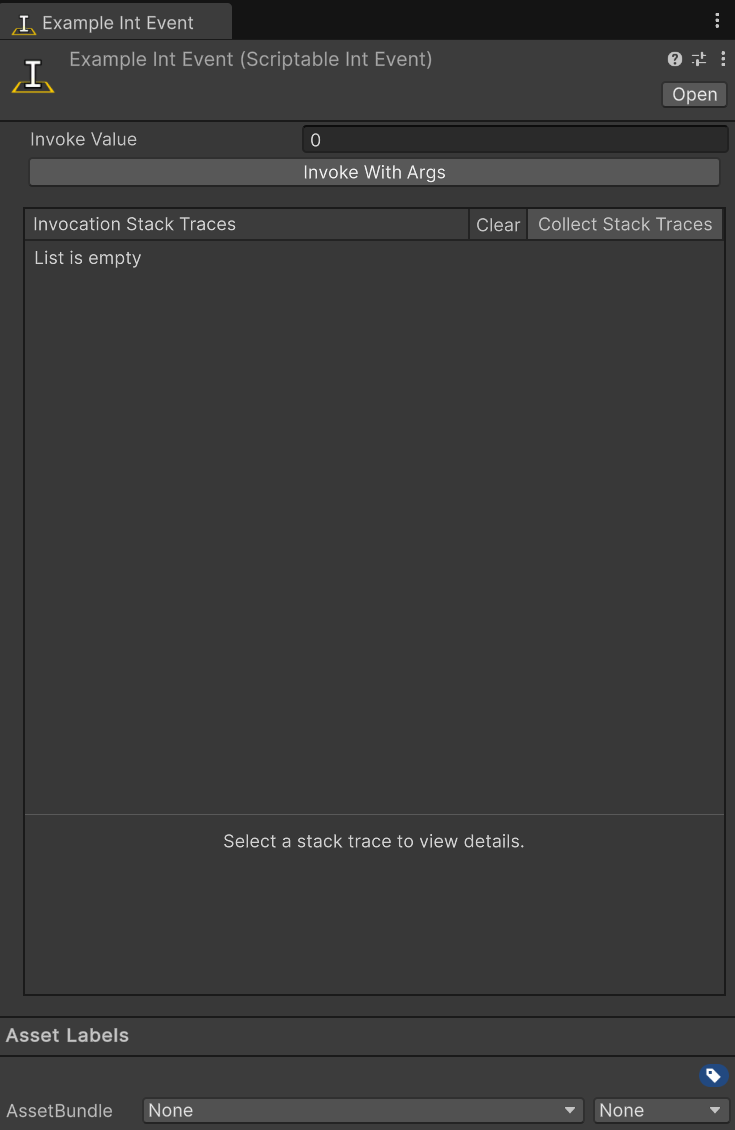 Example Int Event
Example Int Event (Scriptable Int Event)
Open
Invoke Value 0
Invoke With Args
Invocation Stack Traces Clear Collect Stack Traces
List is empty
Select a stack trace to view details.
Asset Labels
AssetBundle None None